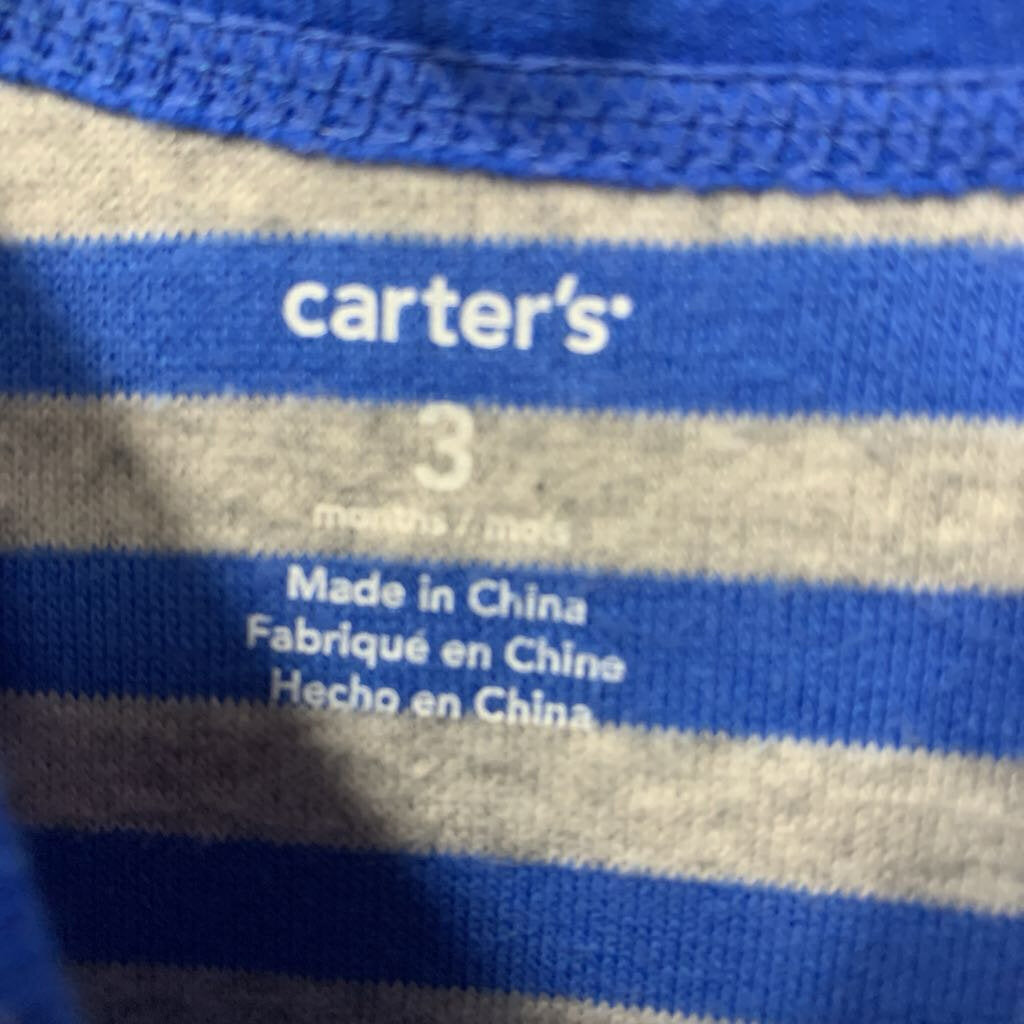 carter's
3
months / mois
Made in China
Fabriqué en Chine
Hecho en China